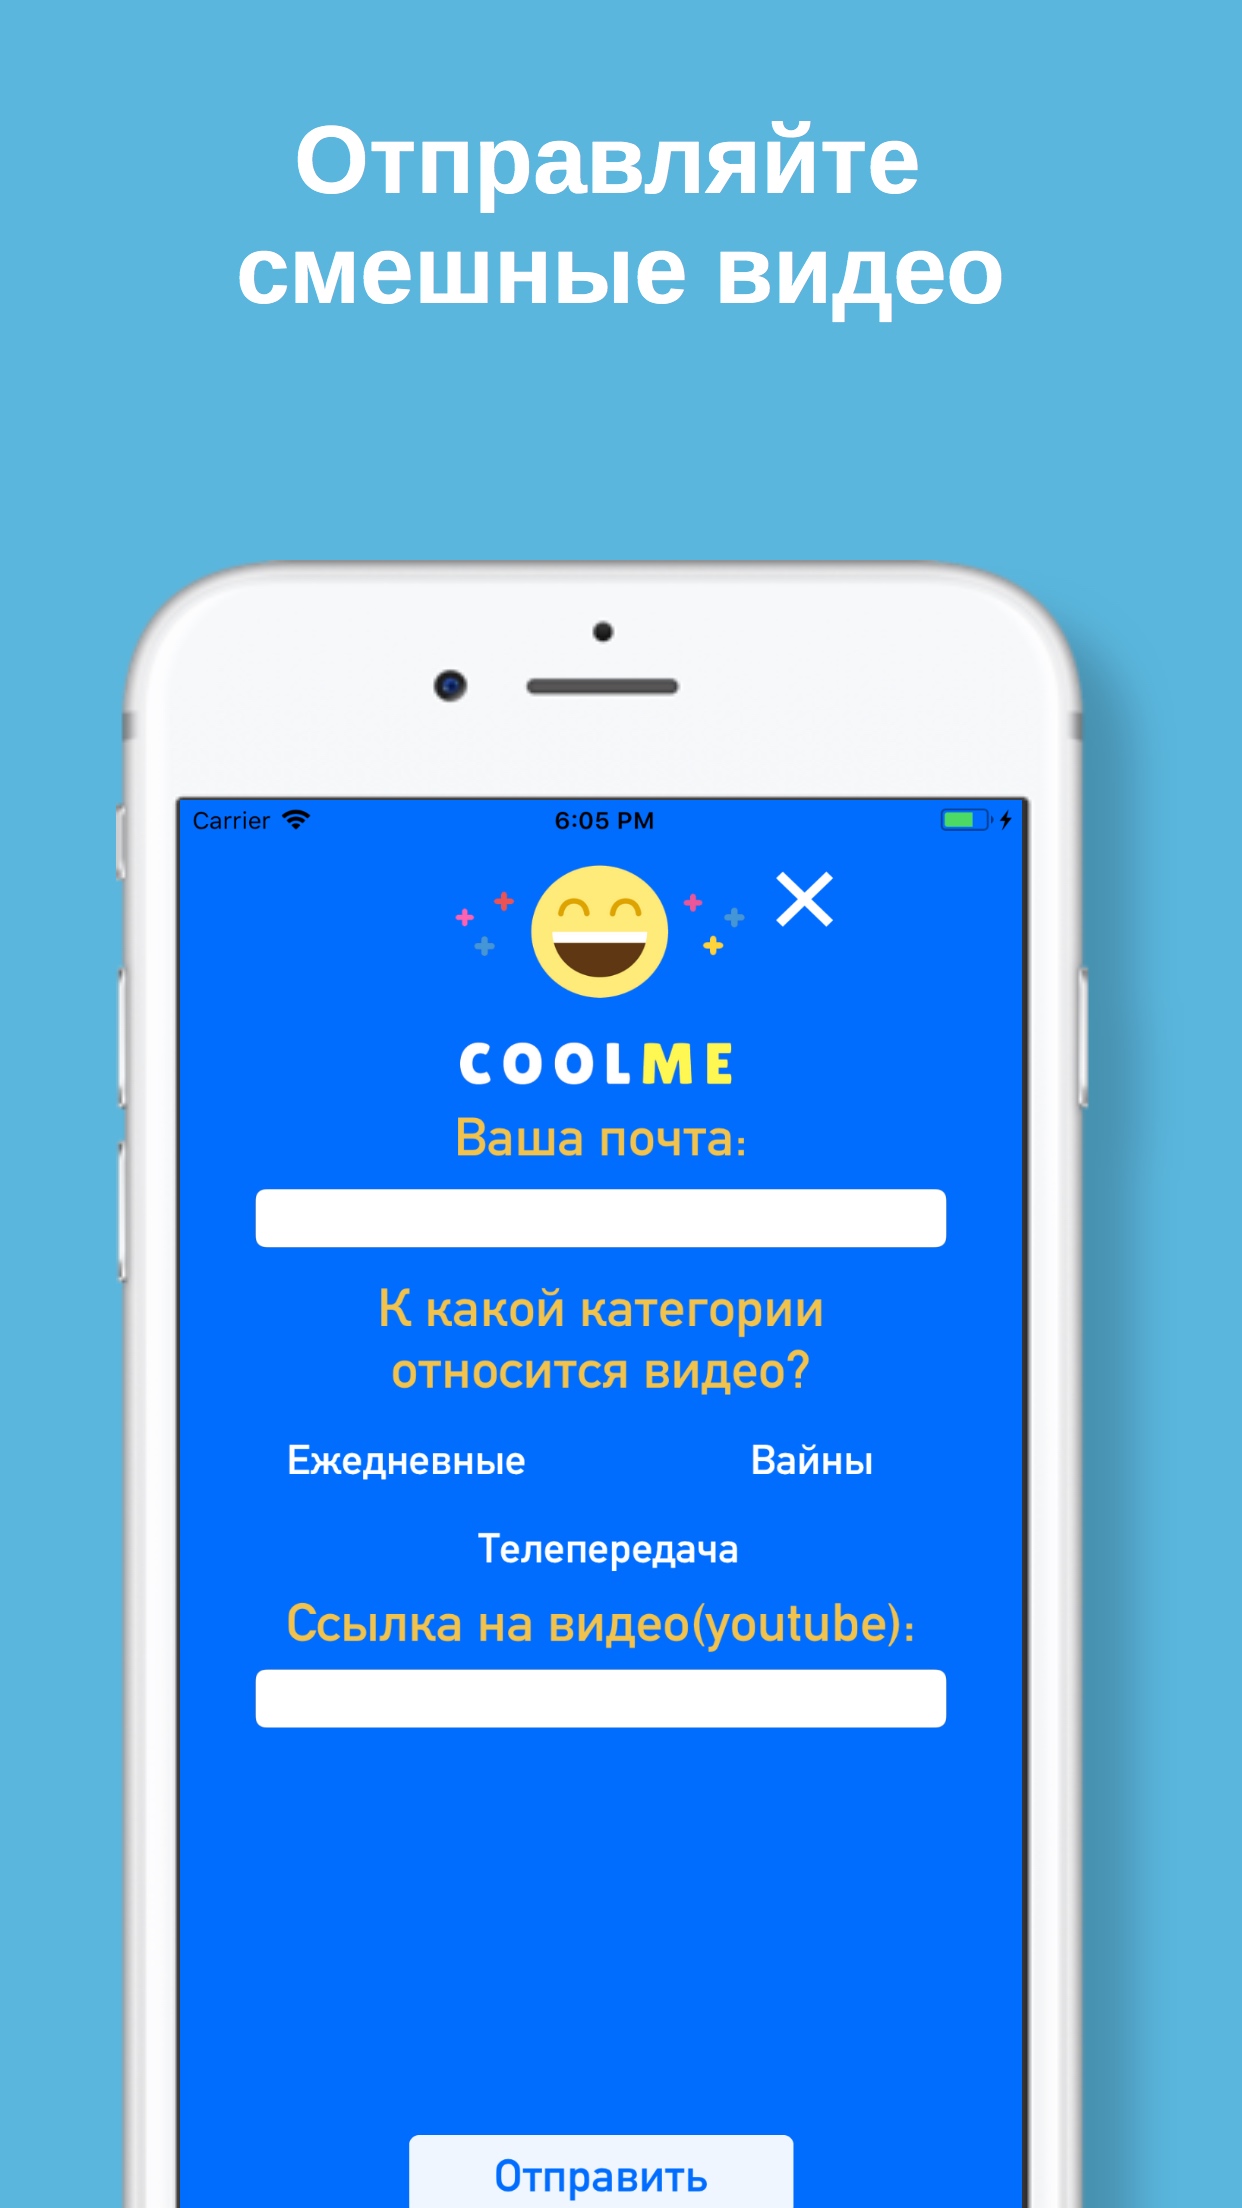 Отправляйте
смешные видео
Carrier 6:05 PM
COOLME
Ваша почта:
К какой категории
относится видео?
Ежедневные Вайны
Телепередача
Ссылка на видео(youtube):
Отправить